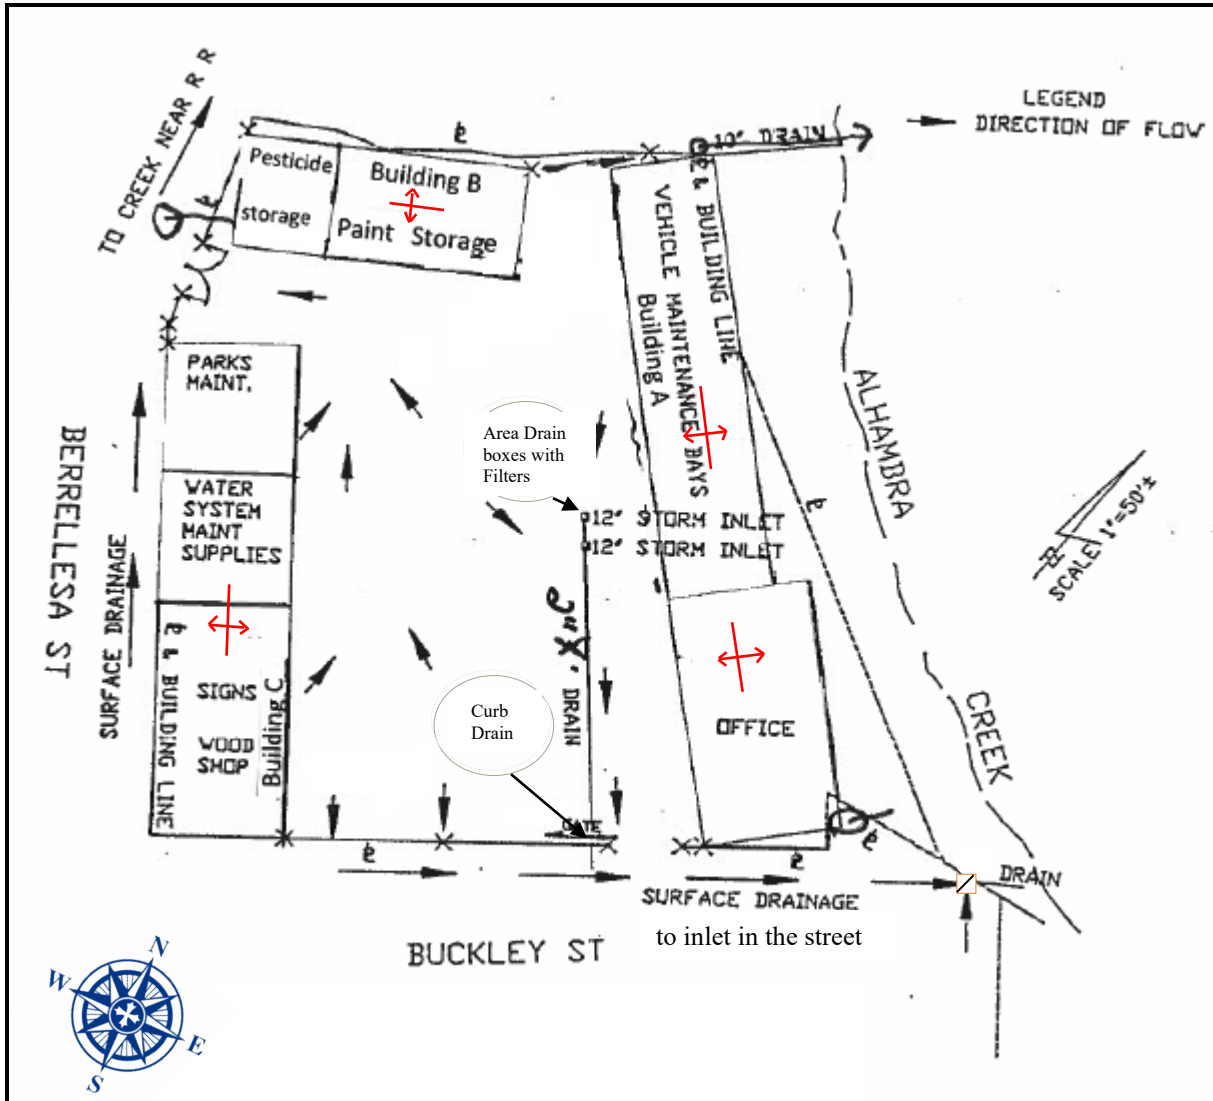 LEGEND
DIRECTION OF FLOW
TO CREEK NEAR R R
10" DRAIN
Pesticide
storage
Building B
Paint Storage
℄ & BUILDING LINE
VEHICLE MAINTENANCE BAYS
Building A
PARKS
MAINT.
WATER
SYSTEM
MAINT
SUPPLIES
SIGNS
WOOD
SHOP
Building C
℄ & BUILDING LINE
BERRELLESA ST
SURFACE DRAINAGE
Area Drain
boxes with
Filters
12" STORM INLET
12" STORM INLET
DRAIN
Curb
Drain
GATE
OFFICE
ALHAMBRA
CREEK
SCALE 1"=50'±
DRAIN
SURFACE DRAINAGE
to inlet in the street
BUCKLEY ST
N
W
E
S